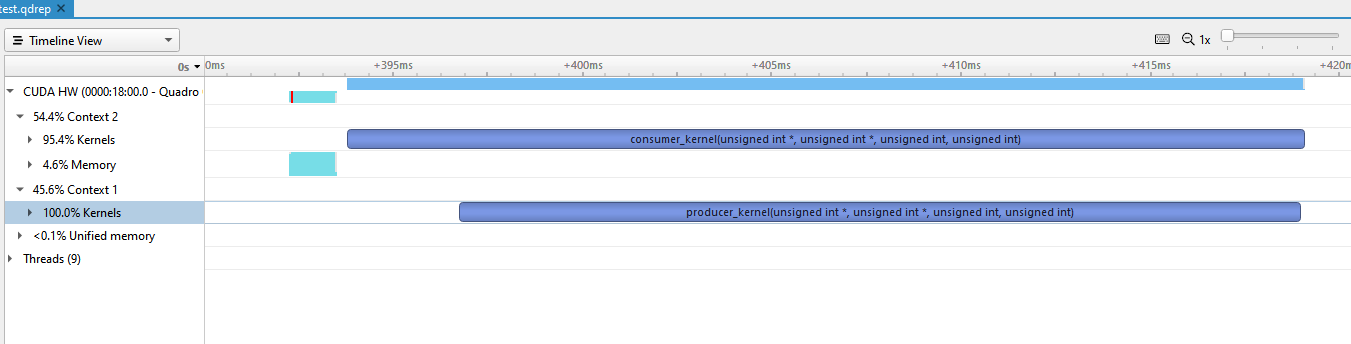 test.qdrep
Timeline View
1x
0s
0ms +395ms +400ms +405ms +410ms +415ms +420m
CUDA HW (0000:18:00.0 - Quadro
54.4% Context 2
95.4% Kernels
consumer_kernel(unsigned int *, unsigned int *, unsigned int, unsigned int)
4.6% Memory
45.6% Context 1
100.0% Kernels
producer_kernel(unsigned int *, unsigned int *, unsigned int, unsigned int)
<0.1% Unified memory
Threads (9)